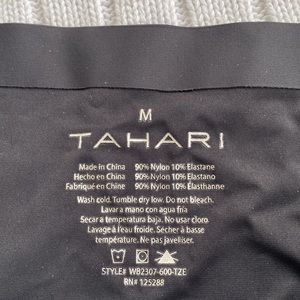 M
TAHARI
Made in China 90% Nylon 10% Elastane
Hecho en China 90% Nylon 10% Elastano
Fabriqué en China 90% Nylon 10% Élasthanne
Wash cold. Tumble dry low. Do not bleach.
Lavar a mano con agua fría
Secar a temperatura baja. No usar cloro.
Lavage à l'eau froide. Sécher à basse
température. Ne pas javeliser.
STYLE# WB2307-600-TZE
RN# 125288